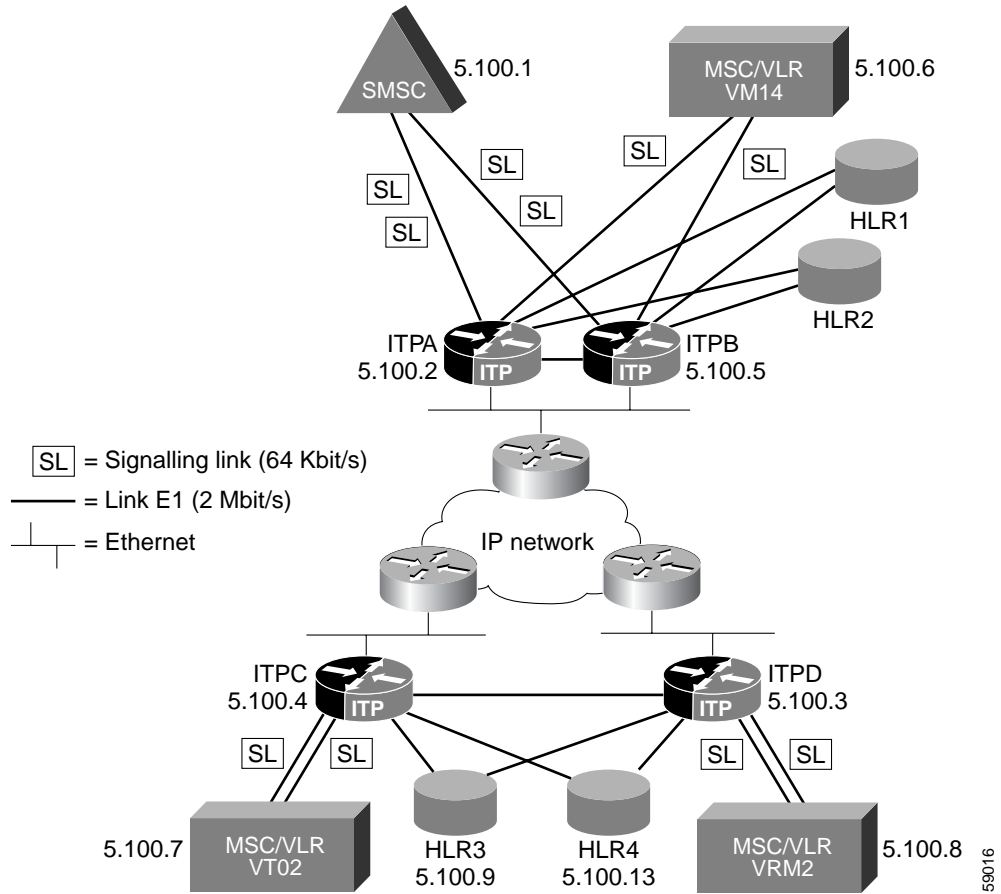 5.100.1
SMSC
MSC/VLR
VM14
5.100.6
SL
SL
SL
SL
SL
SL
HLR1
HLR2
ITPA
5.100.2
ITP
ITP
ITPB
5.100.5
SL = Signalling link (64 Kbit/s)
= Link E1 (2 Mbit/s)
= Ethernet
IP network
ITPC
5.100.4
ITP
ITP
ITPD
5.100.3
SL
SL
SL
SL
5.100.7
MSC/VLR
VT02
HLR3
5.100.9
HLR4
5.100.13
MSC/VLR
VRM2
5.100.8
59016